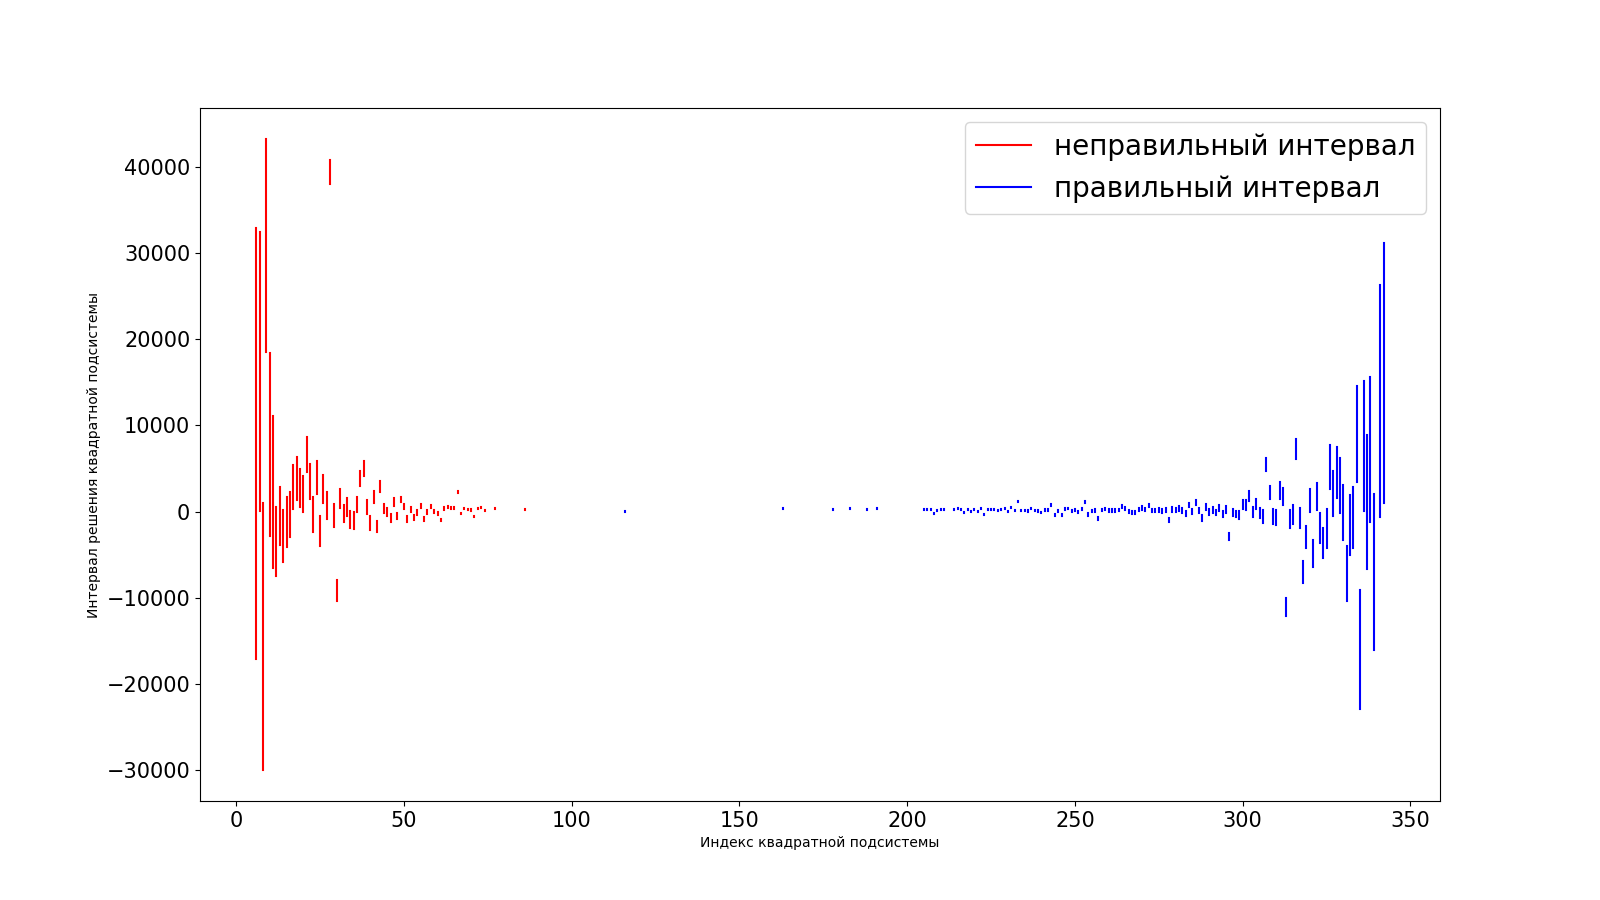 неправильный интервал
правильный интервал
40000
30000
20000
10000
0
−10000
−20000
−30000
Интервал решения квадратной подсистемы
0 50 100 150 200 250 300 350
Индекс квадратной подсистемы